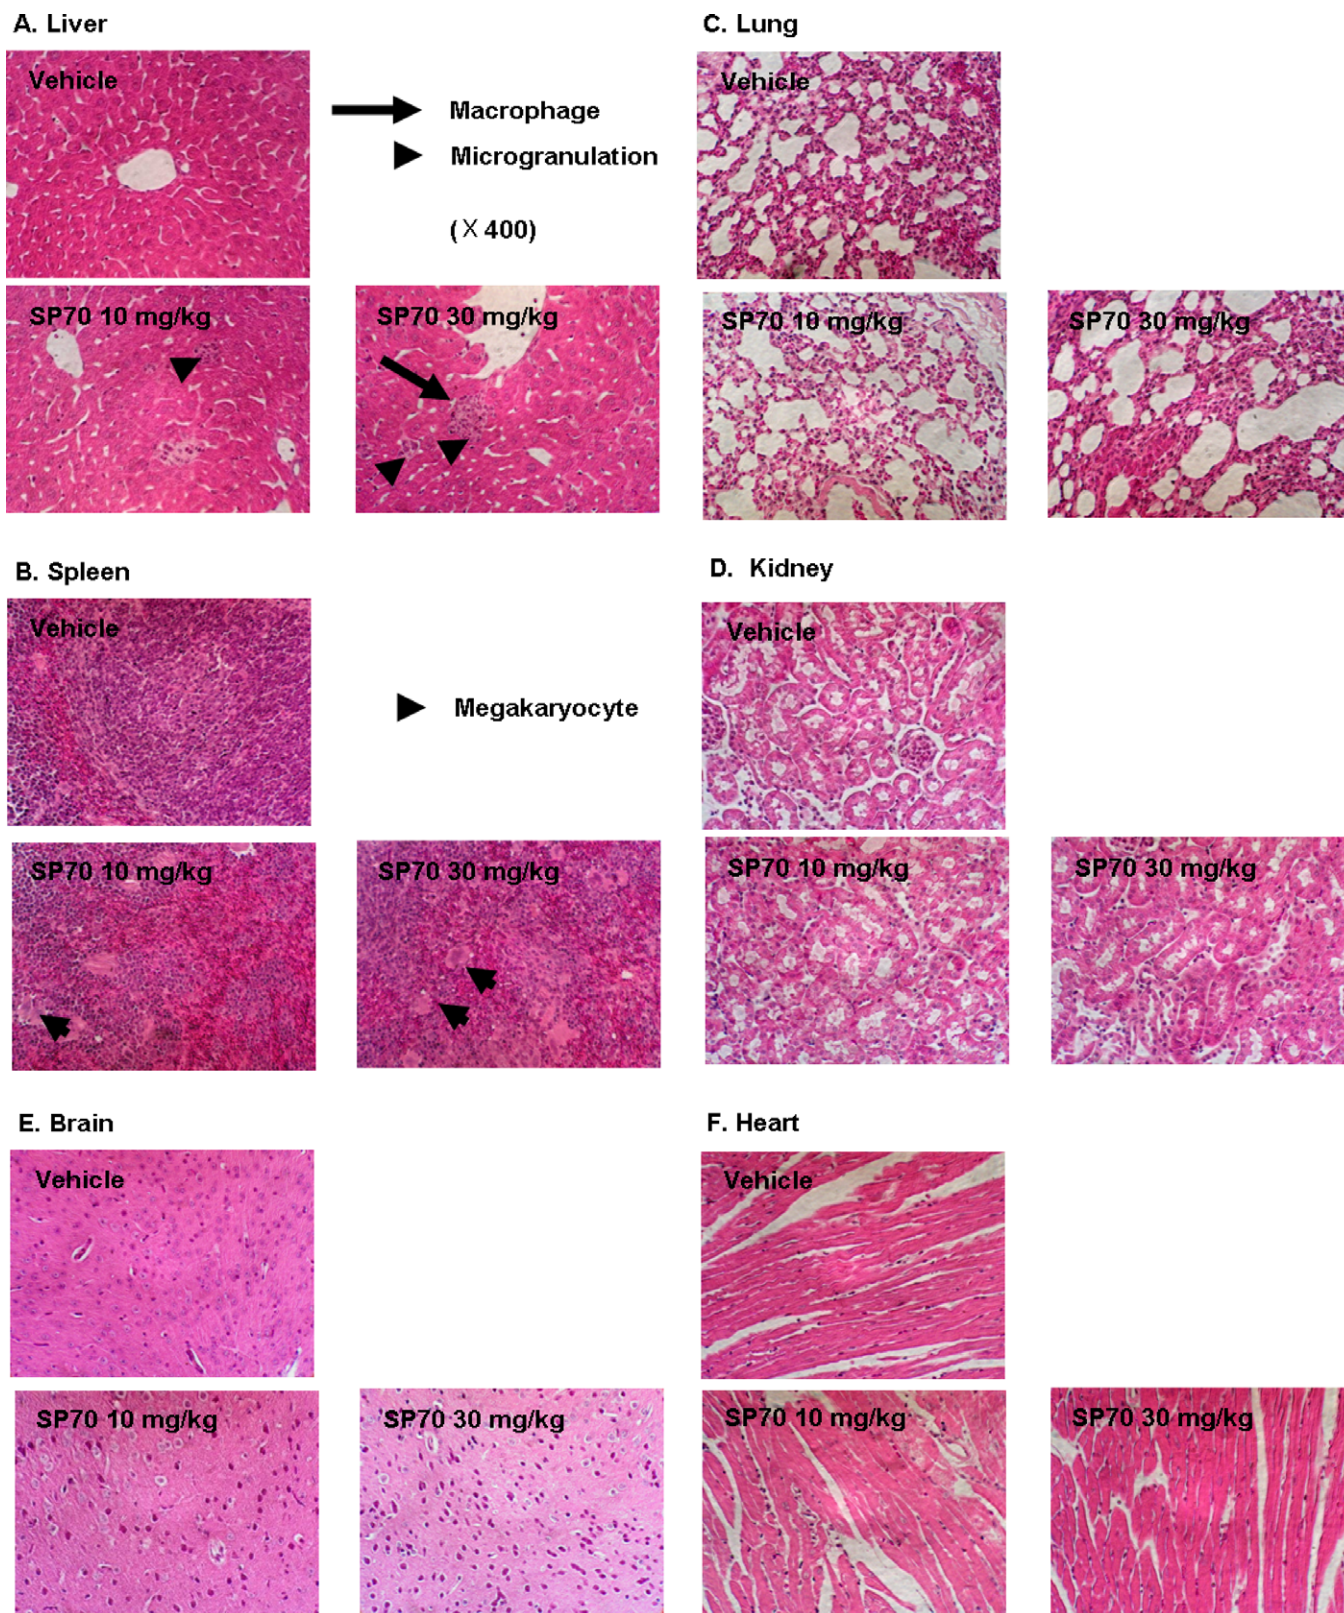 A. Liver
Vehicle
Macrophage
Microgranulation
(X 400)
SP70 10 mg/kg
SP70 30 mg/kg
C. Lung
Vehicle
SP70 10 mg/kg
SP70 30 mg/kg
B. Spleen
Vehicle
Megakaryocyte
SP70 10 mg/kg
SP70 30 mg/kg
D. Kidney
Vehicle
SP70 10 mg/kg
SP70 30 mg/kg
E. Brain
Vehicle
SP70 10 mg/kg
SP70 30 mg/kg
F. Heart
Vehicle
SP70 10 mg/kg
SP70 30 mg/kg